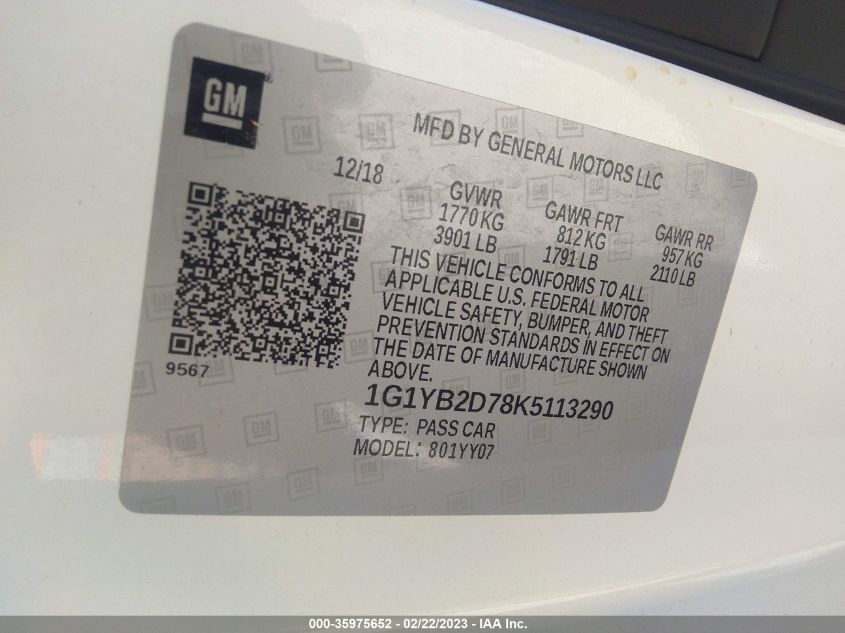 GM
MFD BY GENERAL MOTORS LLC
12/18
GVWR
1770 KG
3901 LB
GAWR FRT
812 KG
1791 LB
GAWR RR
957 KG
2110 LB
THIS VEHICLE CONFORMS TO ALL
APPLICABLE U.S. FEDERAL MOTOR
VEHICLE SAFETY, BUMPER, AND THEFT
PREVENTION STANDARDS IN EFFECT ON
THE DATE OF MANUFACTURE SHOWN
ABOVE.
9567
1G1YB2D78K5113290
TYPE: PASS CAR
MODEL: 801YY07
000-35975652 - 02/22/2023 - IAA Inc.